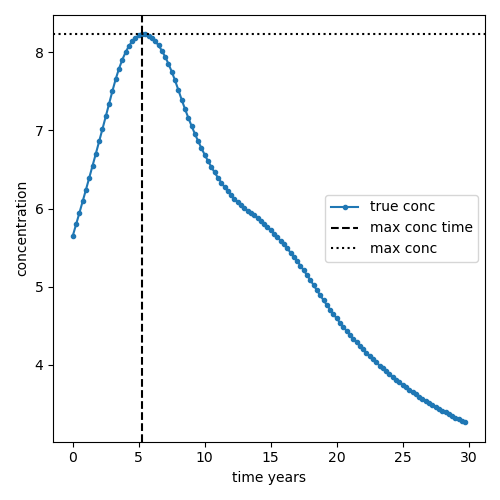 8
7
6
5
4
concentration
true conc
max conc time
max conc
0 5 10 15 20 25 30
time years